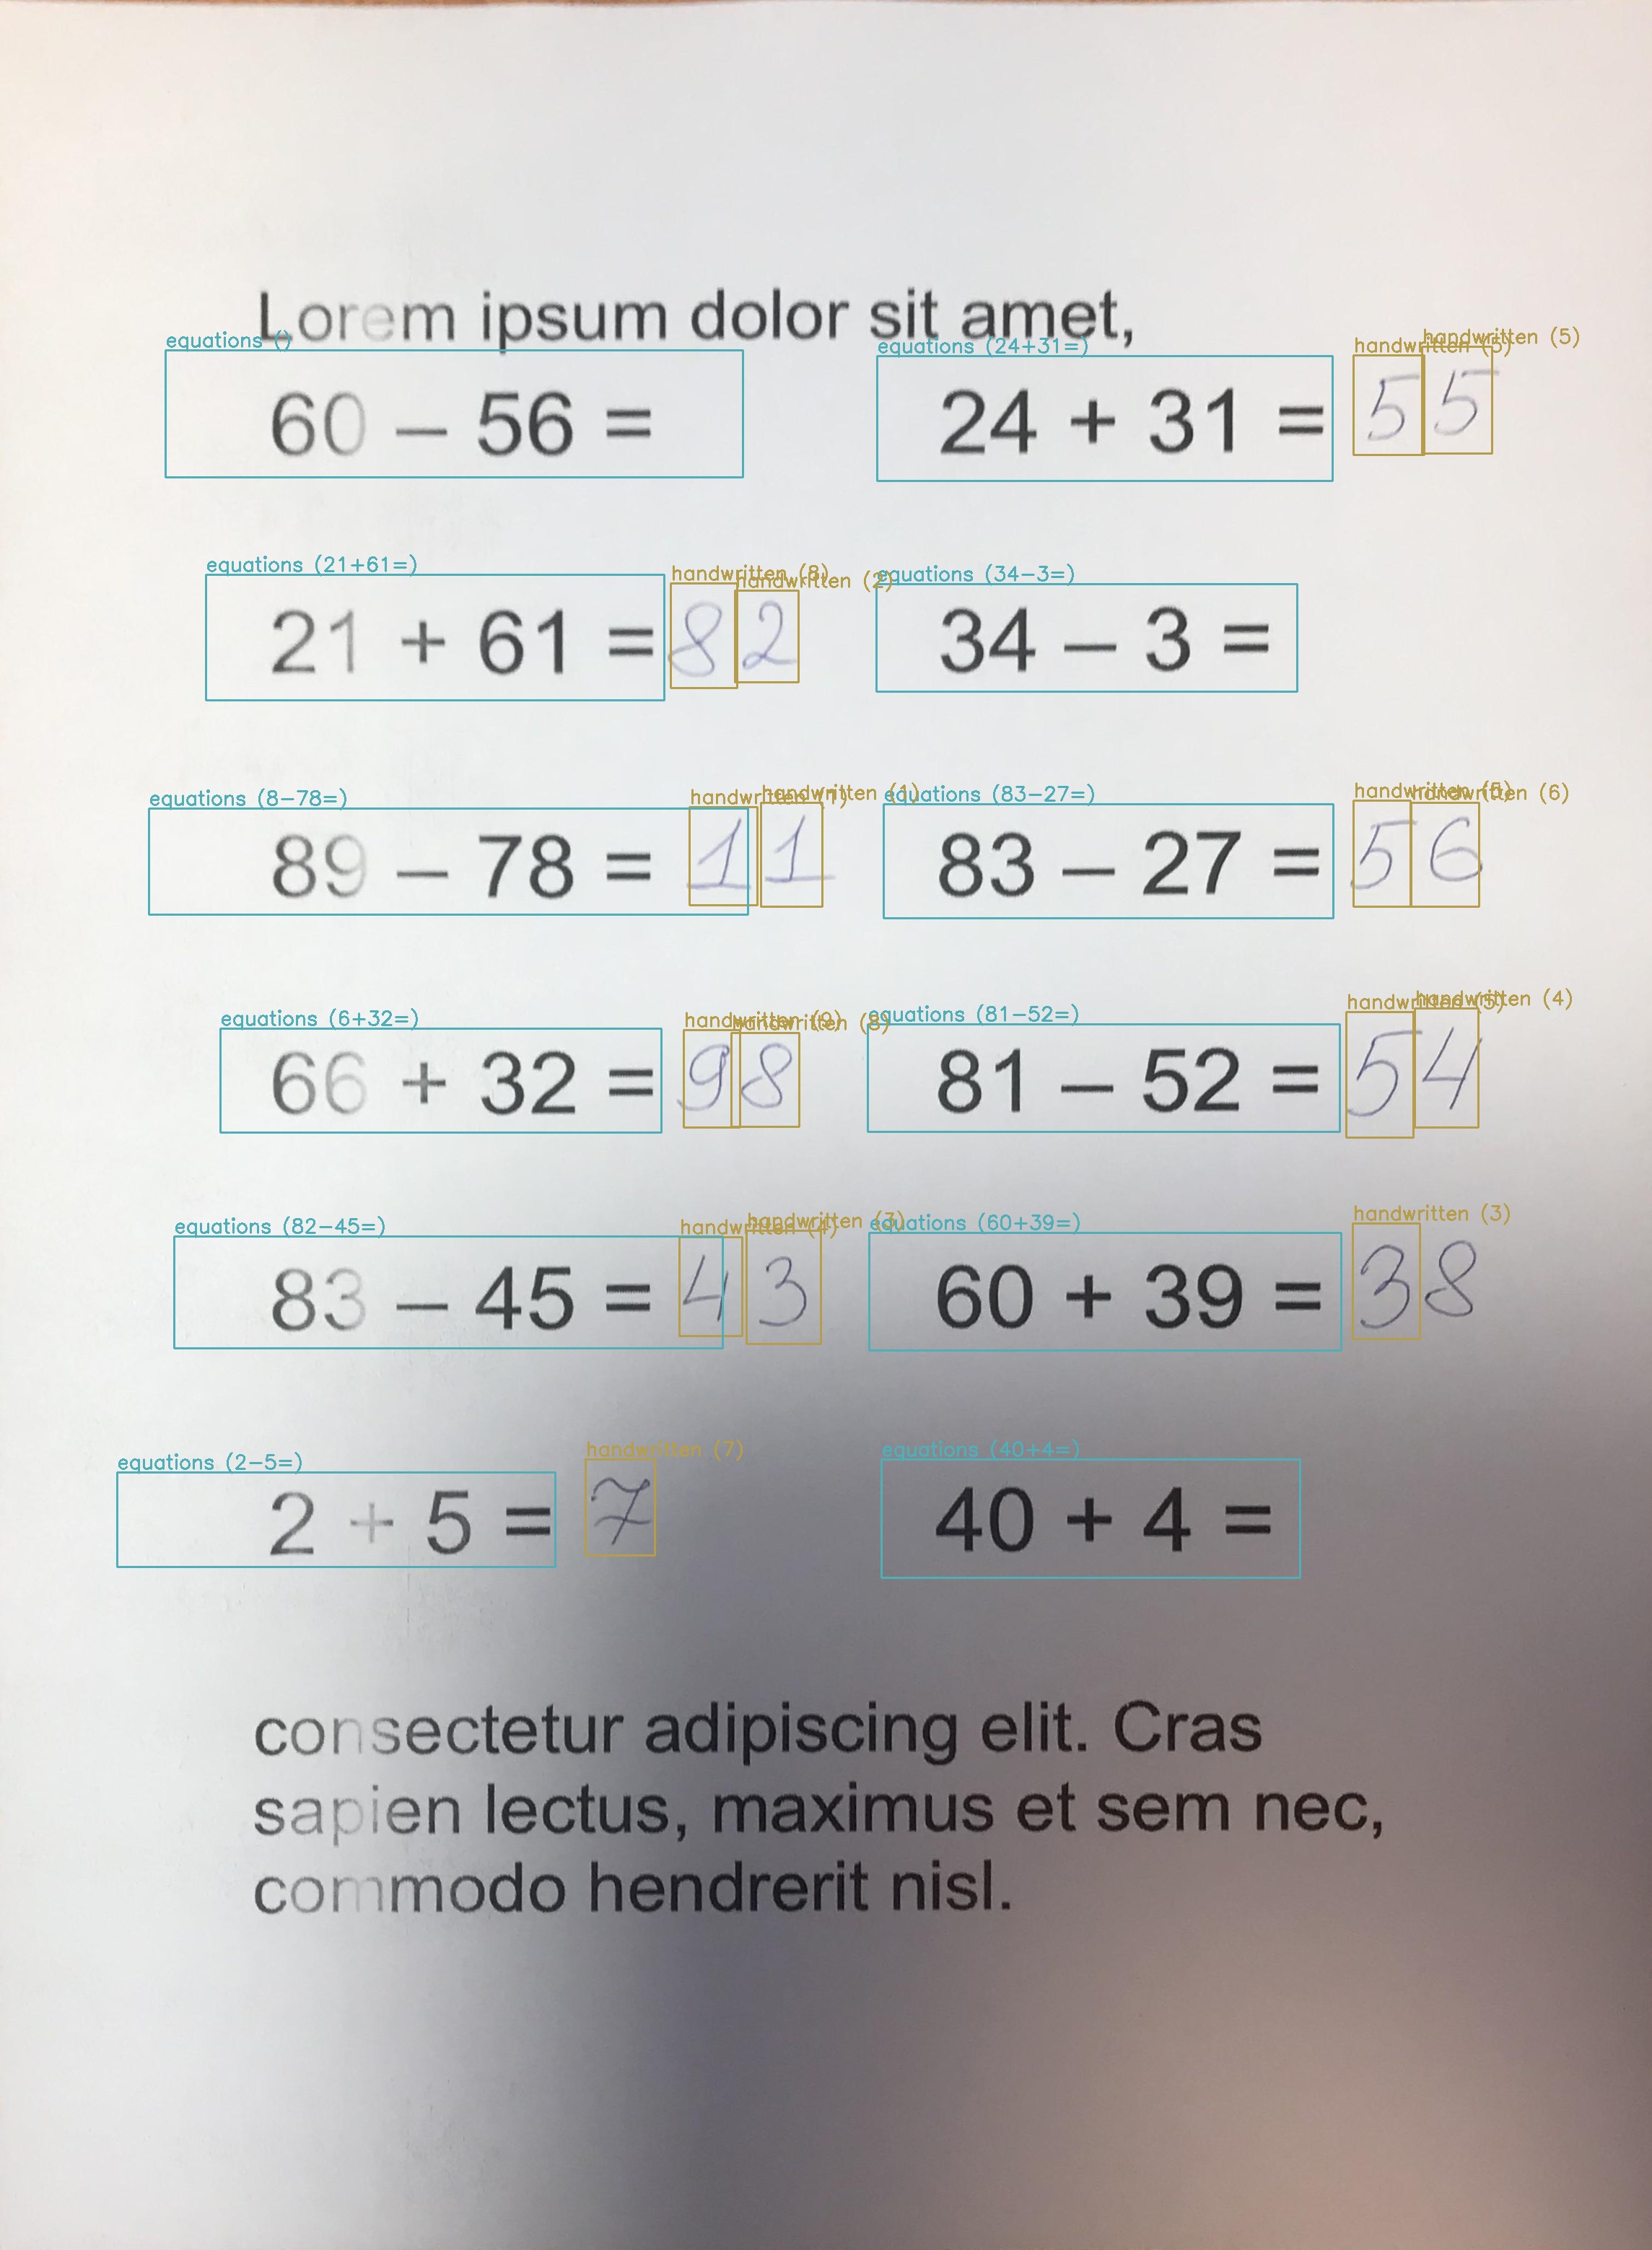 Lorem ipsum dolor sit amet,
equations () equations (24+31=) handwritten (5) handwritten (5)
60 – 56 = 24 + 31 = 55
equations (21+61=) handwritten (8) handwritten (2) equations (34-3=)
21 + 61 = 82 34 – 3 =
equations (8-78=) handwritten (1) handwritten (1) equations (83-27=) handwritten (5) handwritten (6)
89 – 78 = 11 83 – 27 = 56
equations (6+32=) handwritten (9) handwritten (8) equations (81-52=) handwritten (5) handwritten (4)
66 + 32 = 98 81 – 52 = 54
equations (82-45=) handwritten (4) handwritten (3) equations (60+39=) handwritten (3)
83 – 45 = 43 60 + 39 = 38
equations (2-5=) handwritten (7) equations (40+4=)
2 + 5 = 7 40 + 4 =
consectetur adipiscing elit. Cras
sapien lectus, maximus et sem nec,
commodo hendrerit nisl.